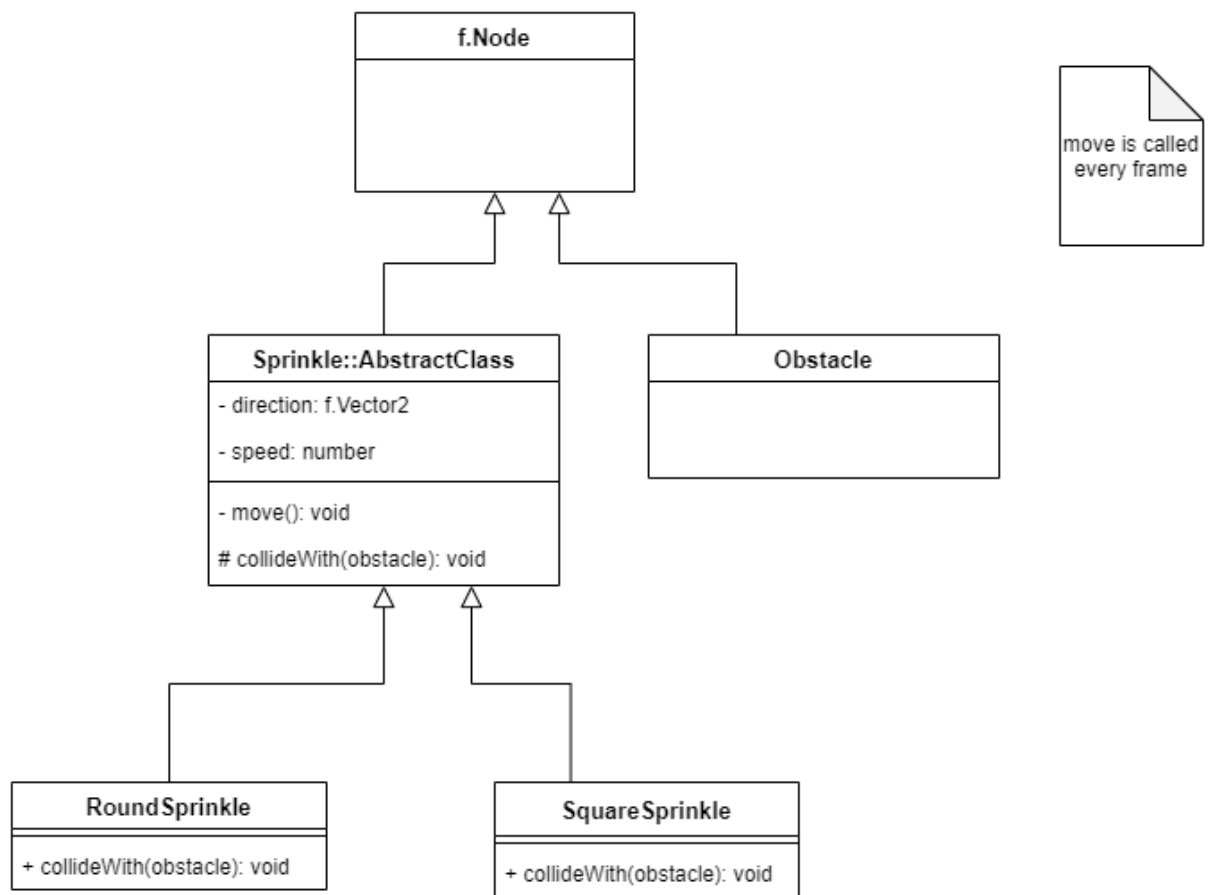 f.Node
move is called
every frame
Sprinkle::AbstractClass
- direction: f.Vector2
- speed: number
- move(): void
# collideWith(obstacle): void
Obstacle
RoundSprinkle
+ collideWith(obstacle): void
SquareSprinkle
+ collideWith(obstacle): void